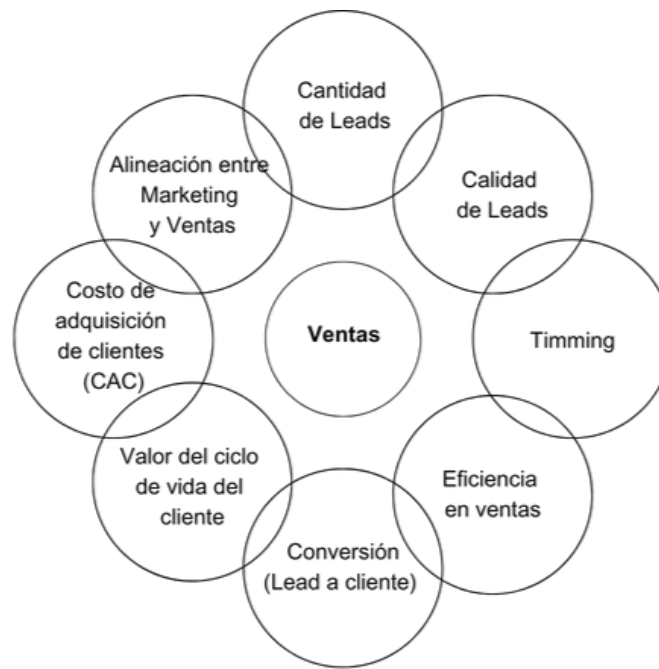 Cantidad
de Leads
Calidad
de Leads
Timming
Eficiencia
en ventas
Conversión
(Lead a cliente)
Valor del ciclo
de vida del
cliente
Costo de
adquisición
de clientes
(CAC)
Alineación entre
Marketing
y Ventas
Ventas